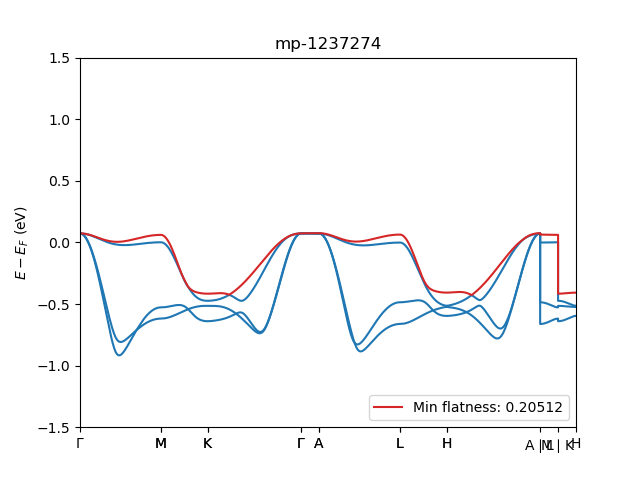 mp-1237274
E − E_F (eV)
1.5
1.0
0.5
0.0
−0.5
−1.0
−1.5
Min flatness: 0.20512
Γ M K Γ A L H A | K H